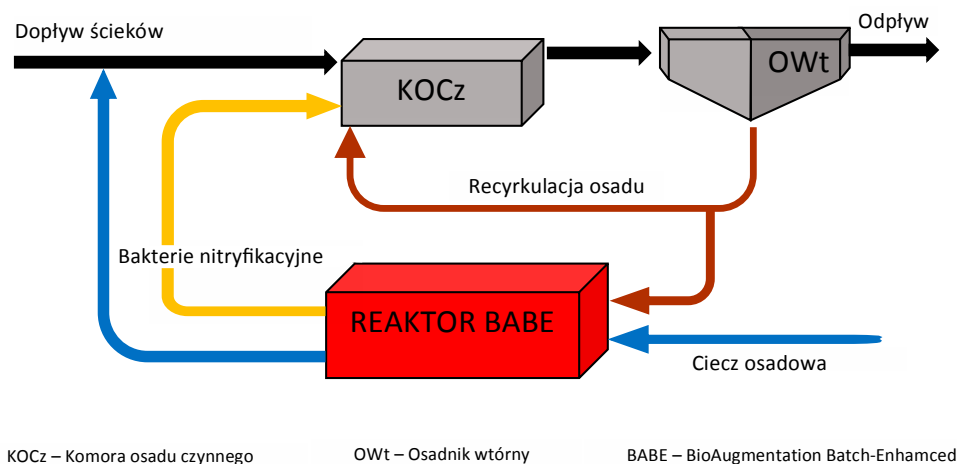 Dopływ ścieków
Odpływ
KOCz
OWt
Recyrkulacja osadu
Bakterie nitryfikacyjne
REAKTOR BABE
Ciecz osadowa
KOCz – Komora osadu czynnego
OWt – Osadnik wtórny
BABE – BioAugmentation Batch-Enhamced